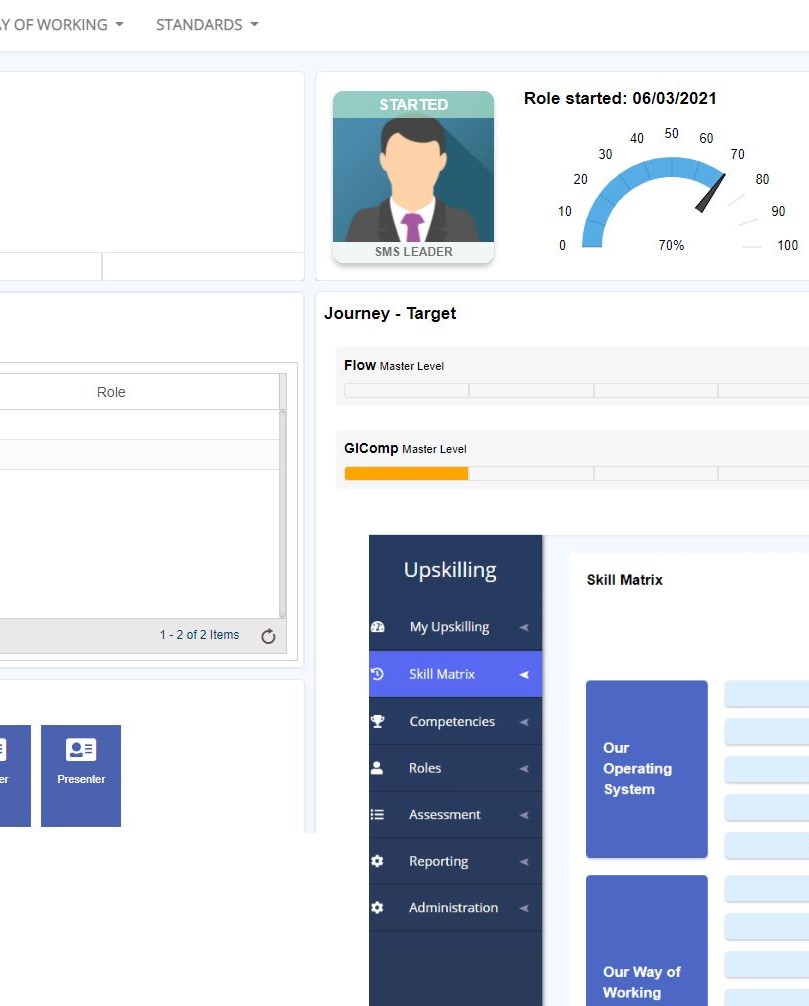 Y OF WORKING
STANDARDS
STARTED
SMS LEADER
Role started: 06/03/2021
0
10
20
30
40
50
60
70
80
90
100
70%
Role
1 - 2 of 2 Items
er
Presenter
Journey - Target
Flow Master Level
GIComp Master Level
Upskilling
My Upskilling
Skill Matrix
Competencies
Roles
Assessment
Reporting
Administration
Skill Matrix
Our
Operating
System
Our Way of
Working